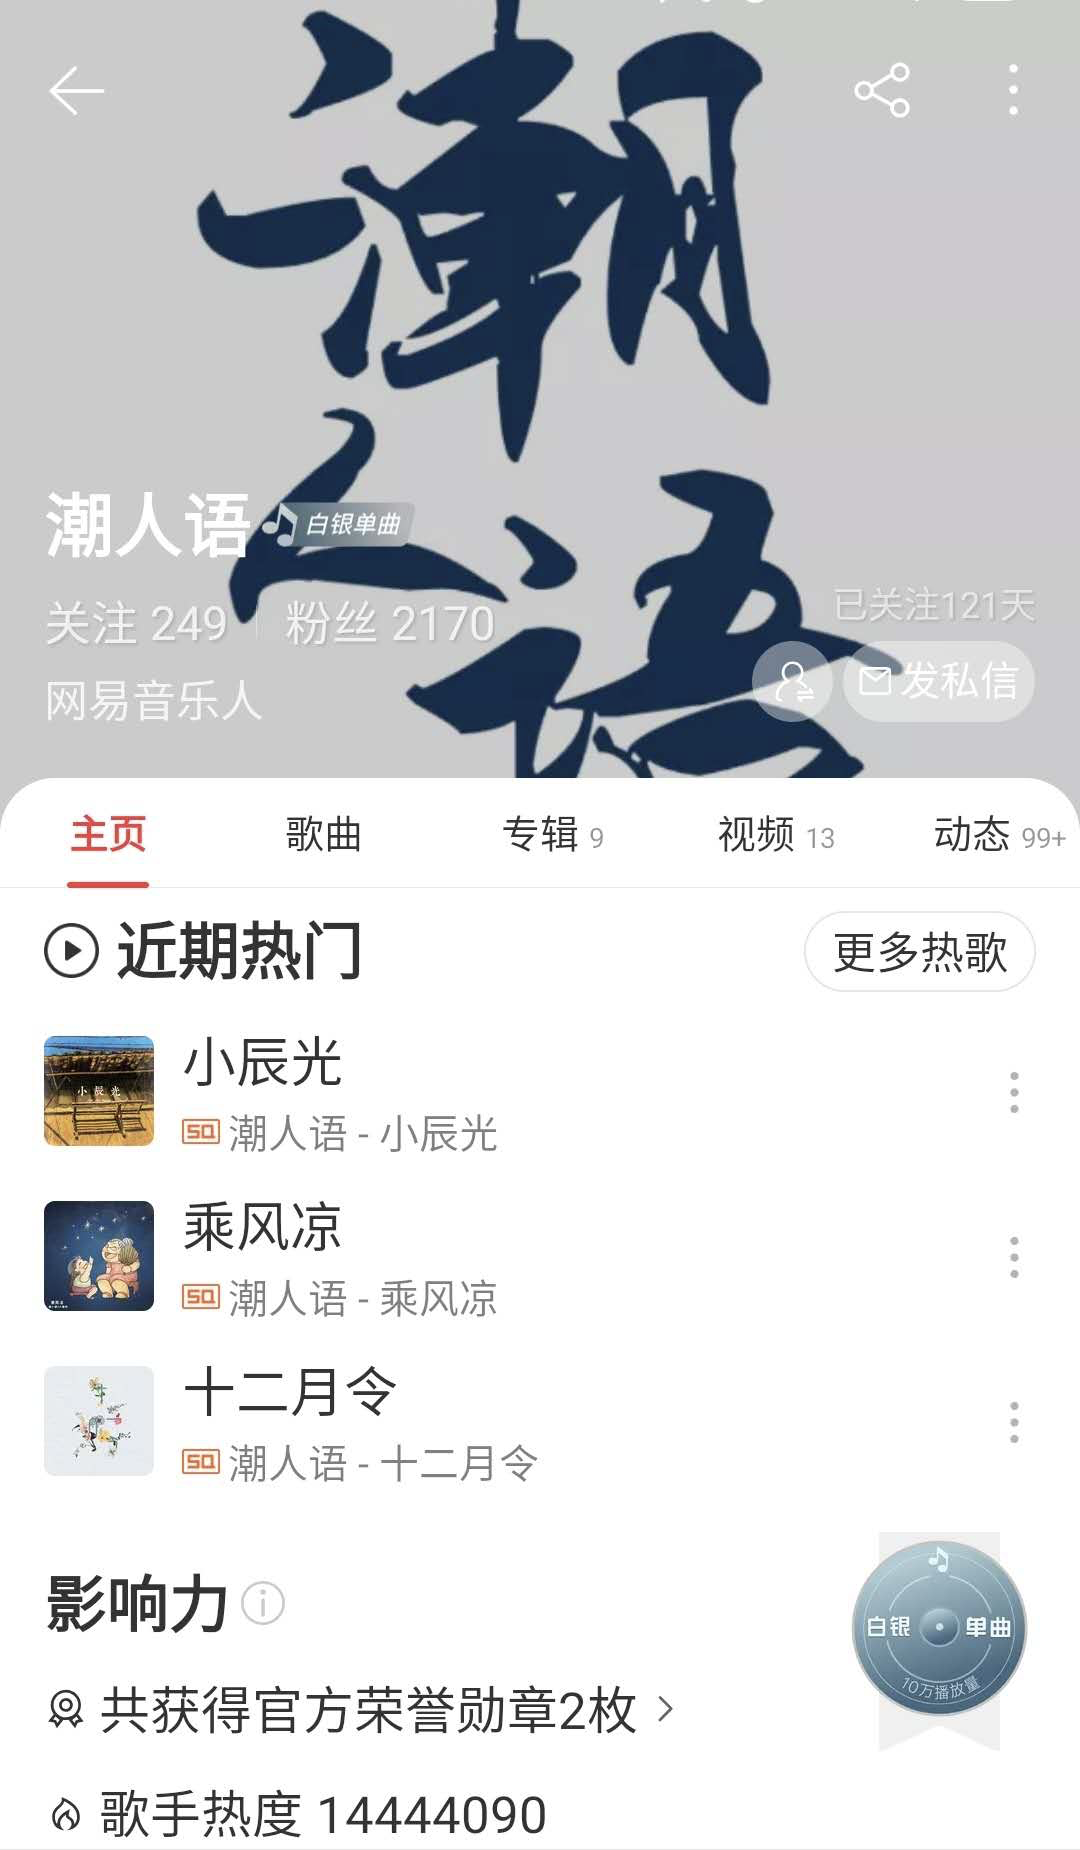 潮人语
潮人语 白银单曲
关注 249 粉丝 2170
已关注121天
网易音乐人
发私信
主页 歌曲 专辑 9 视频 13 动态 99+
近期热门 更多热歌
小辰光
小辰光
SQ 潮人语 - 小辰光
乘风凉
SQ 潮人语 - 乘风凉
十二月令
SQ 潮人语 - 十二月令
影响力
白银 单曲
10万播放量
共获得官方荣誉勋章2枚
歌手热度 14444090